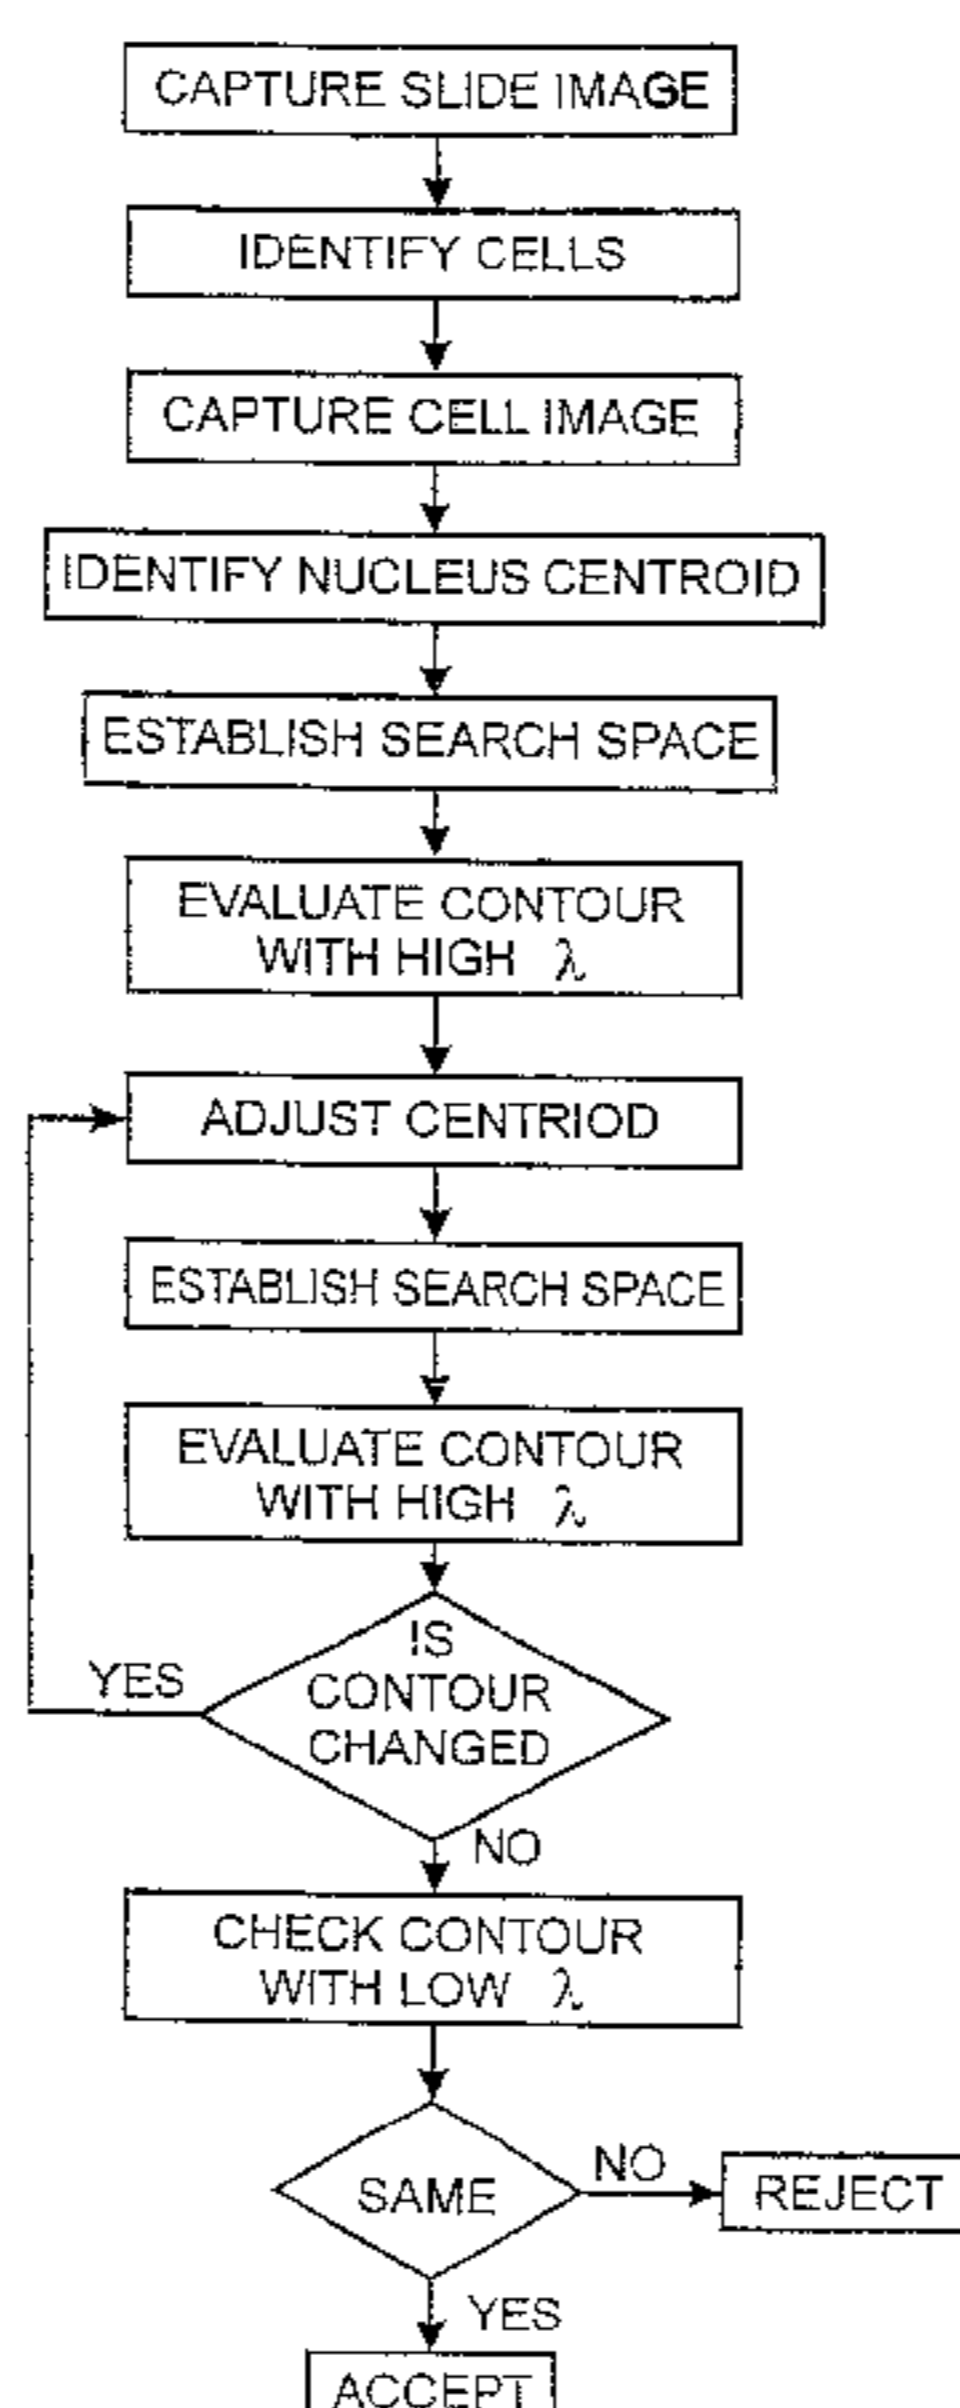 CAPTURE SLIDE IMAGE
IDENTIFY CELLS
CAPTURE CELL IMAGE
IDENTIFY NUCLEUS CENTROID
ESTABLISH SEARCH SPACE
EVALUATE CONTOUR
WITH HIGH λ
ADJUST CENTRIOD
ESTABLISH SEARCH SPACE
EVALUATE CONTOUR
WITH HIGH λ
IS
CONTOUR
CHANGED
YES
NO
CHECK CONTOUR
WITH LOW λ
SAME
NO
REJECT
YES
ACCEPT